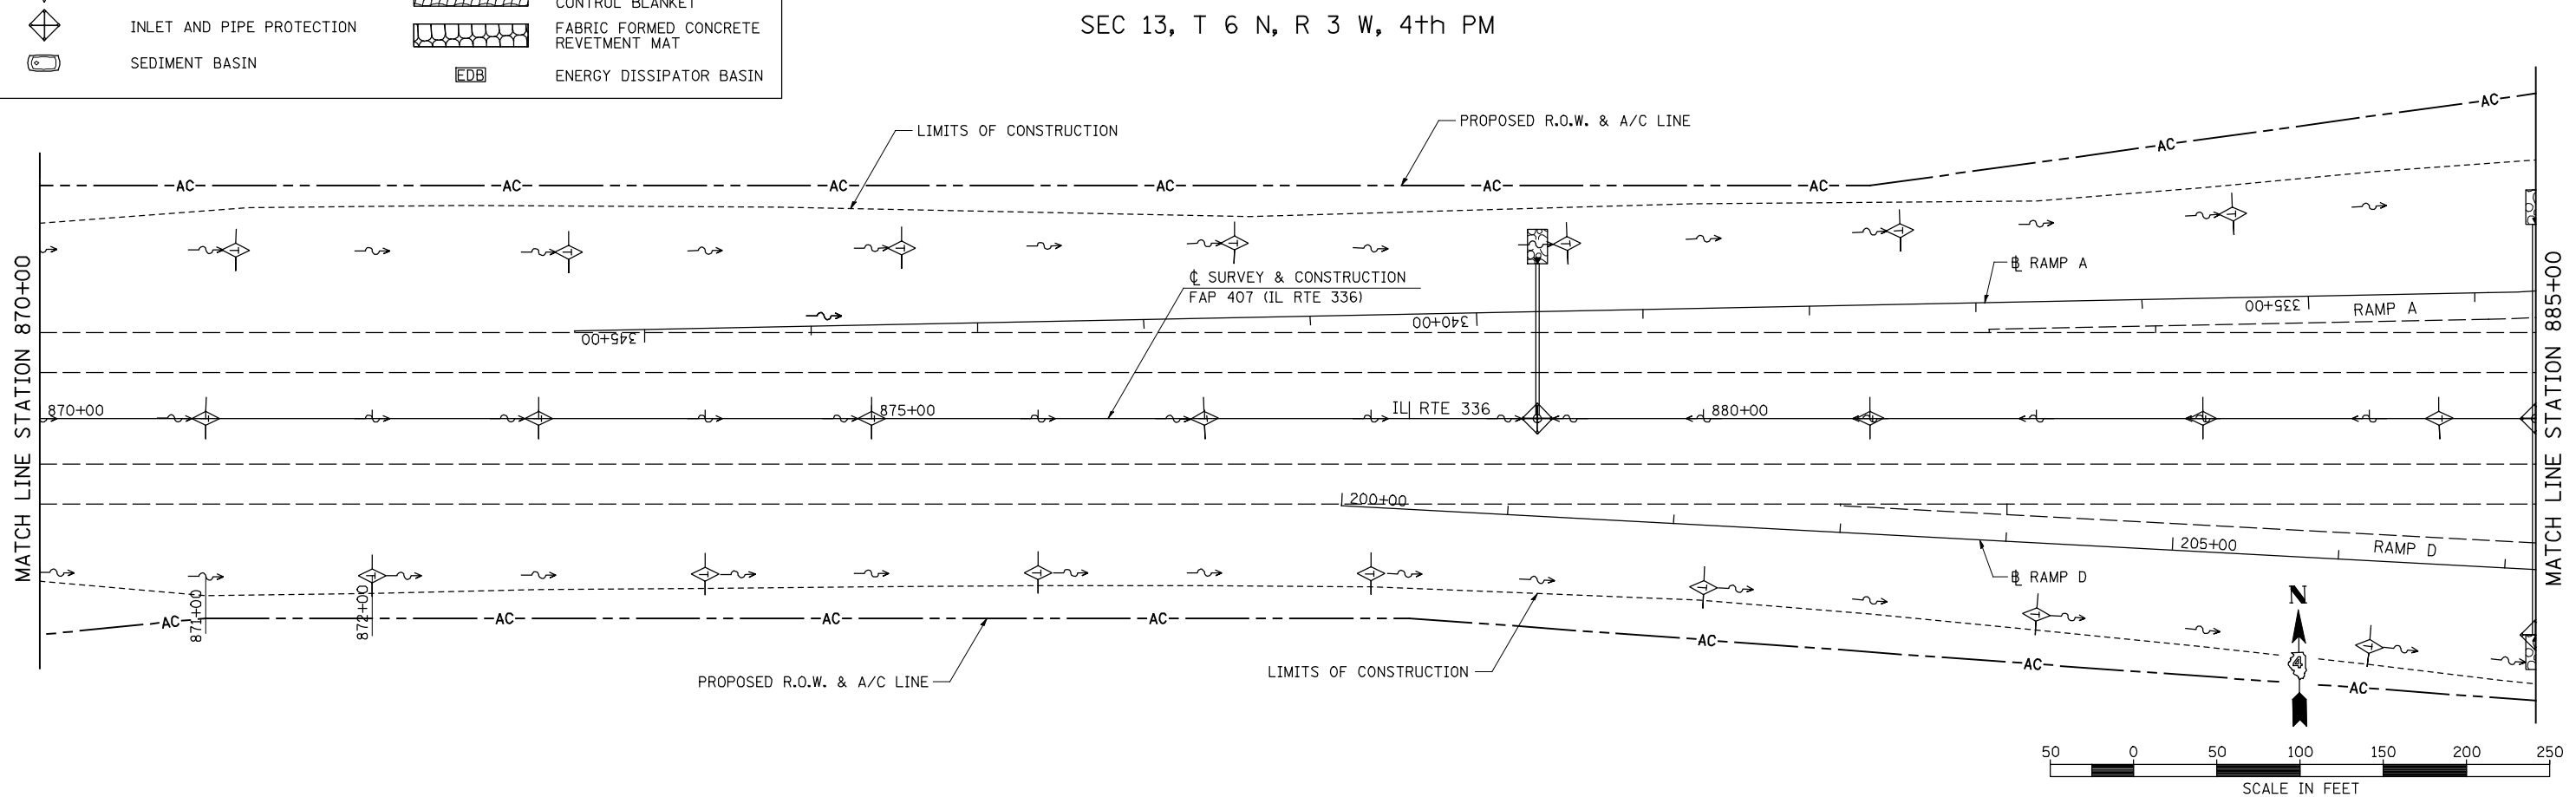 CONTROL BLANKET
INLET AND PIPE PROTECTION
FABRIC FORMED CONCRETE
REVETMENT MAT
SEDIMENT BASIN
EDB
ENERGY DISSIPATOR BASIN
SEC 13, T 6 N, R 3 W, 4th PM
LIMITS OF CONSTRUCTION
PROPOSED R.O.W. & A/C LINE
AC
AC
AC
AC
AC
AC
AC
AC
MATCH LINE STATION 870+00
MATCH LINE STATION 885+00
℄ SURVEY & CONSTRUCTION
FAP 407 (IL RTE 336)
℄ RAMP A
345+00
340+00
335+00
RAMP A
870+00
875+00
IL RTE 336
880+00
200+00
205+00
RAMP D
℄ RAMP D
871+00
872+00
AC
AC
AC
AC
AC
AC
AC
PROPOSED R.O.W. & A/C LINE
LIMITS OF CONSTRUCTION
N
4
50 0 50 100 150 200 250
SCALE IN FEET